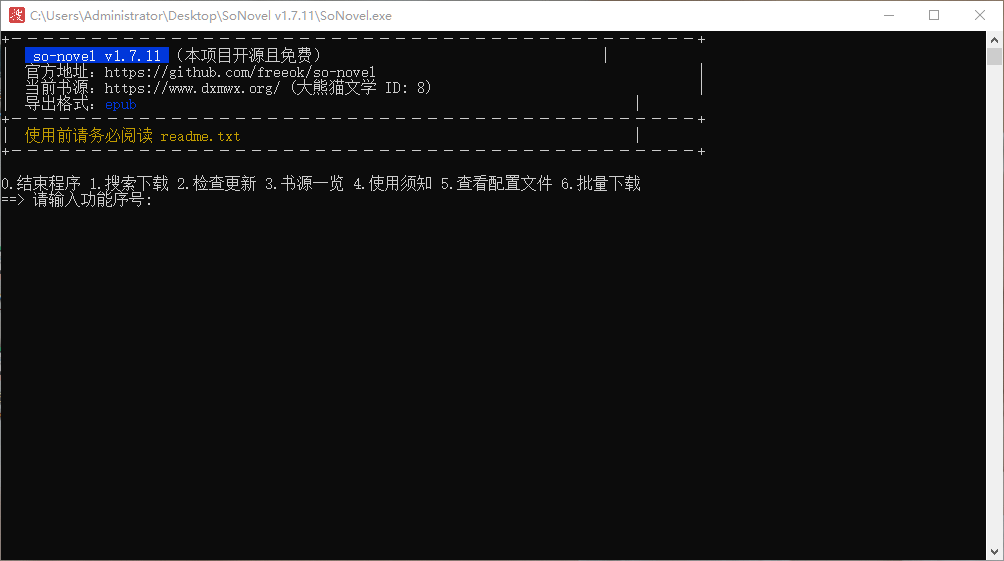 C:\Users\Administrator\Desktop\SoNovel v1.7.11\SoNovel.exe
so-novel v1.7.11 (本项目开源且免费)
官方地址: https://github.com/freeok/so-novel
当前书源: https://www.dxmwx.org/ (大熊猫文学 ID: 8)
导出格式: epub
使用前请务必阅读 readme.txt
0.结束程序 1.搜索下载 2.检查更新 3.书源一览 4.使用须知 5.查看配置文件 6.批量下载
==> 请输入功能序号: